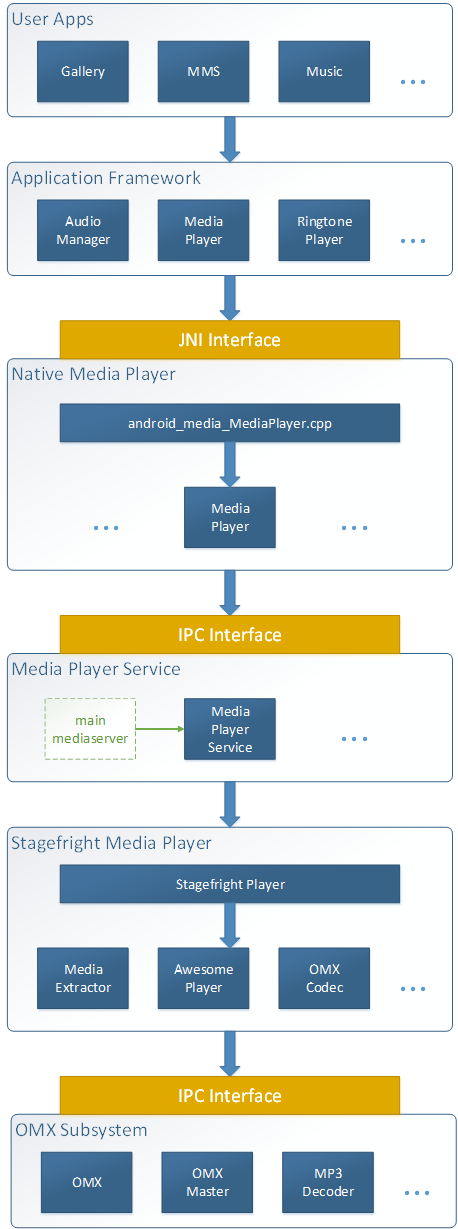 User Apps
Gallery
MMS
Music
...
Application Framework
Audio
Manager
Media
Player
Ringtone
Player
...
JNI Interface
Native Media Player
android_media_MediaPlayer.cpp
...
Media
Player
...
IPC Interface
Media Player Service
main
mediaserver
Media
Player
Service
...
Stagefright Media Player
Stagefright Player
Media
Extractor
Awesome
Player
OMX
Codec
...
IPC Interface
OMX Subsystem
OMX
OMX
Master
MP3
Decoder
...